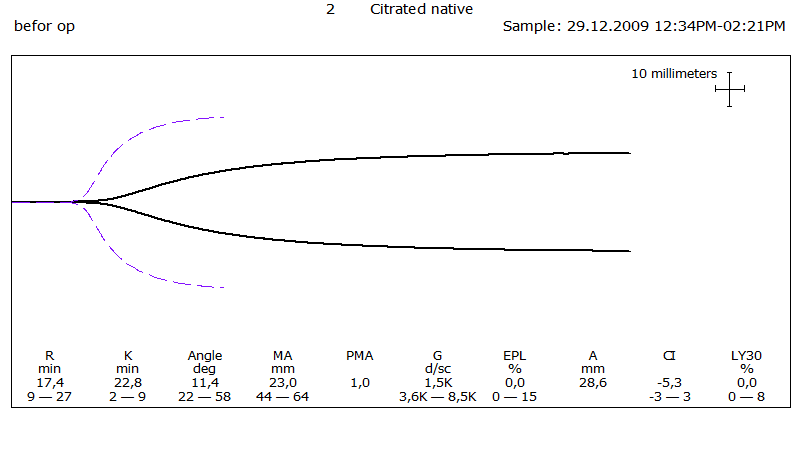 2 Citrated native
befor op Sample: 29.12.2009 12:34PM-02:21PM
10 millimeters
R K Angle MA PMA G EPL A CI LY30
min min deg mm d/sc % mm %
17,4 22,8 11,4 23,0 1,0 1,5K 0,0 28,6 -5,3 0,0
9 — 27 2 — 9 22 — 58 44 — 64 3,6K — 8,5K 0 — 15 -3 — 3 0 — 8